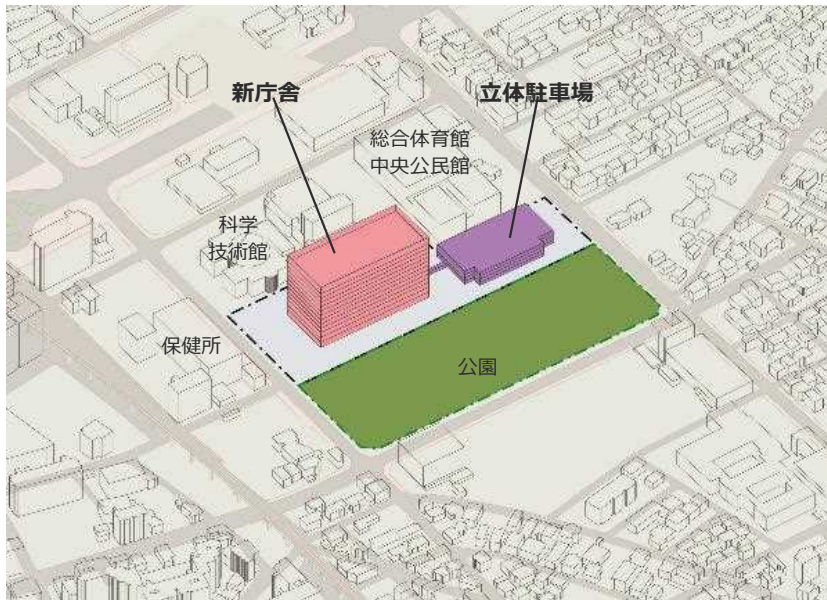 新庁舎
立体駐車場
総合体育館
中央公民館
科学
技術館
保健所
公園